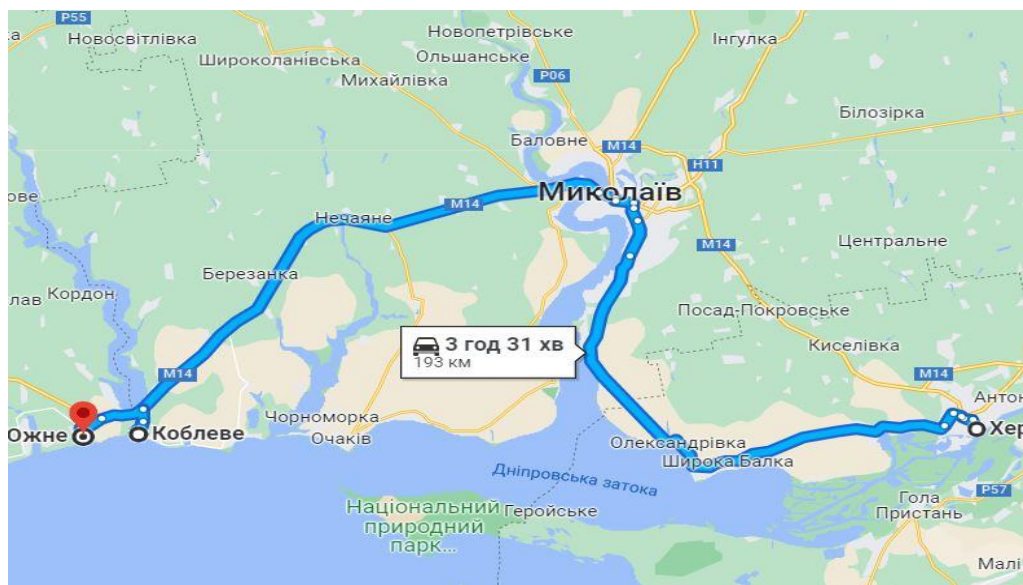 P55
Новосвітлівка
Широколанівська
Новопетрівське
Ольшанське
Михайлівка
P06
Інгулка
Білозірка
Баловне
M14
H11
Миколаїв
M14
Нечаяне
M14
Центральне
Березанка
Кордон
Посад-Покровське
3 год 31 хв
193 км
Киселівка
M14
M14
Чорноморка
Очаків
Южне
Коблеве
Олександрівка
Широка Балка
Дніпровська затока
Національний
природний
парк...
Геройське
Гола
Пристань
P57